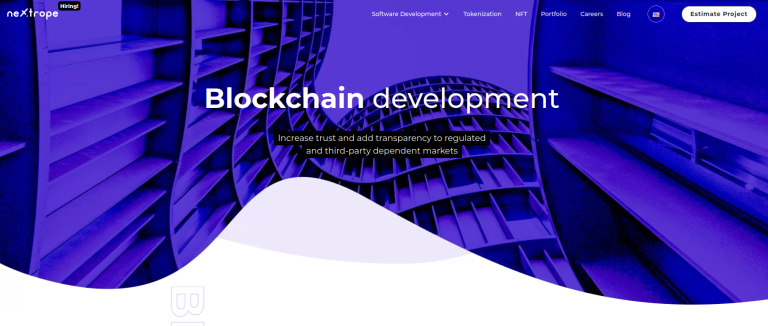 neXtrope
Hiring!
Software Development
Tokenization
NFT
Portfolio
Careers
Blog
Estimate Project
Blockchain development
Increase trust and add transparency to regulated
and third-party dependent markets
B